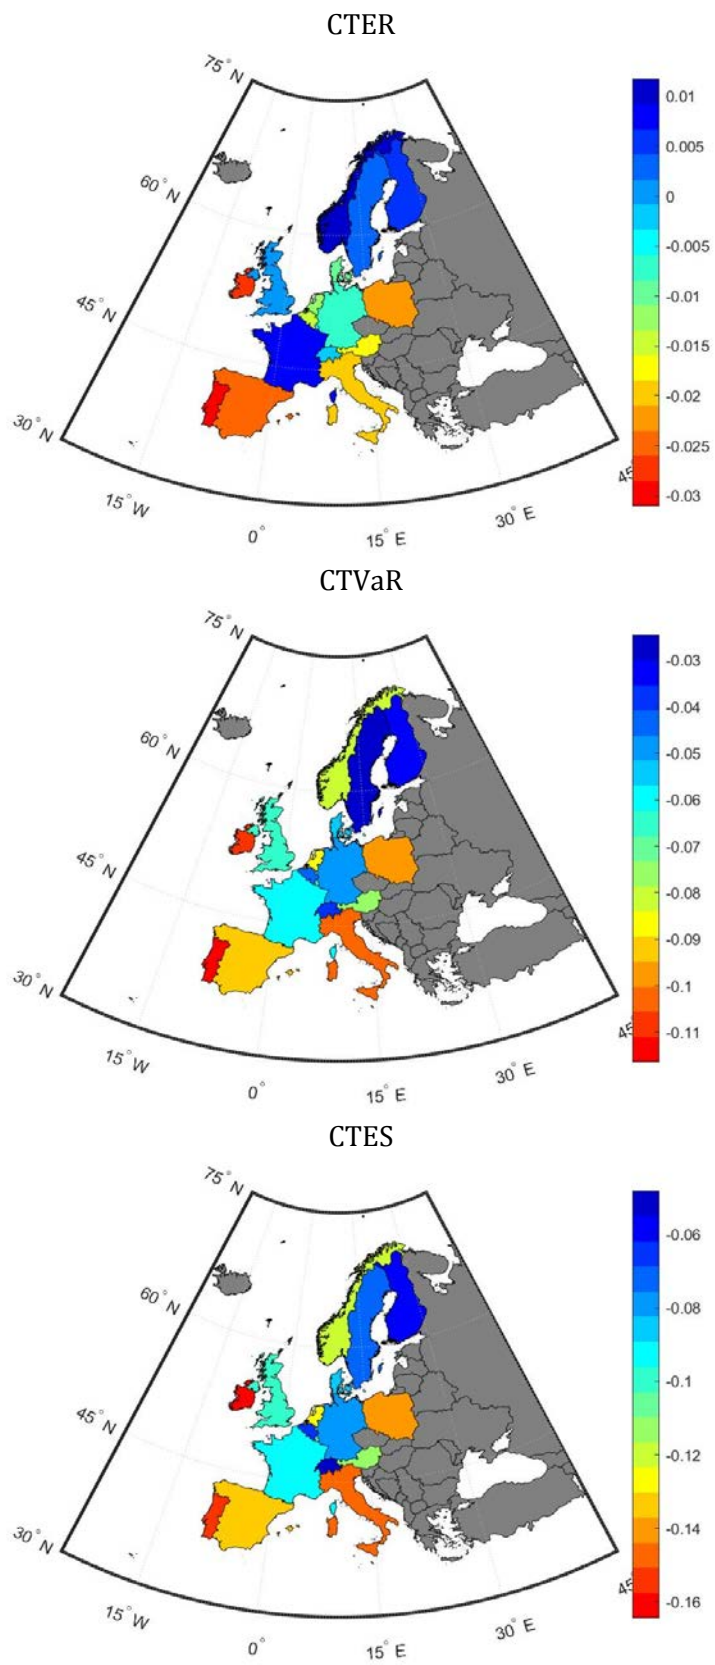 CTER
75° N
60° N
45° N
30° N
15° W
0°
15° E
30° E
45°
0.01
0.005
0
-0.005
-0.01
-0.015
-0.02
-0.025
-0.03
CTVaR
75° N
60° N
45° N
30° N
15° W
0°
15° E
30° E
45°
-0.03
-0.04
-0.05
-0.06
-0.07
-0.08
-0.09
-0.1
-0.11
CTES
75° N
60° N
45° N
30° N
15° W
0°
15° E
30° E
45°
-0.06
-0.08
-0.1
-0.12
-0.14
-0.16